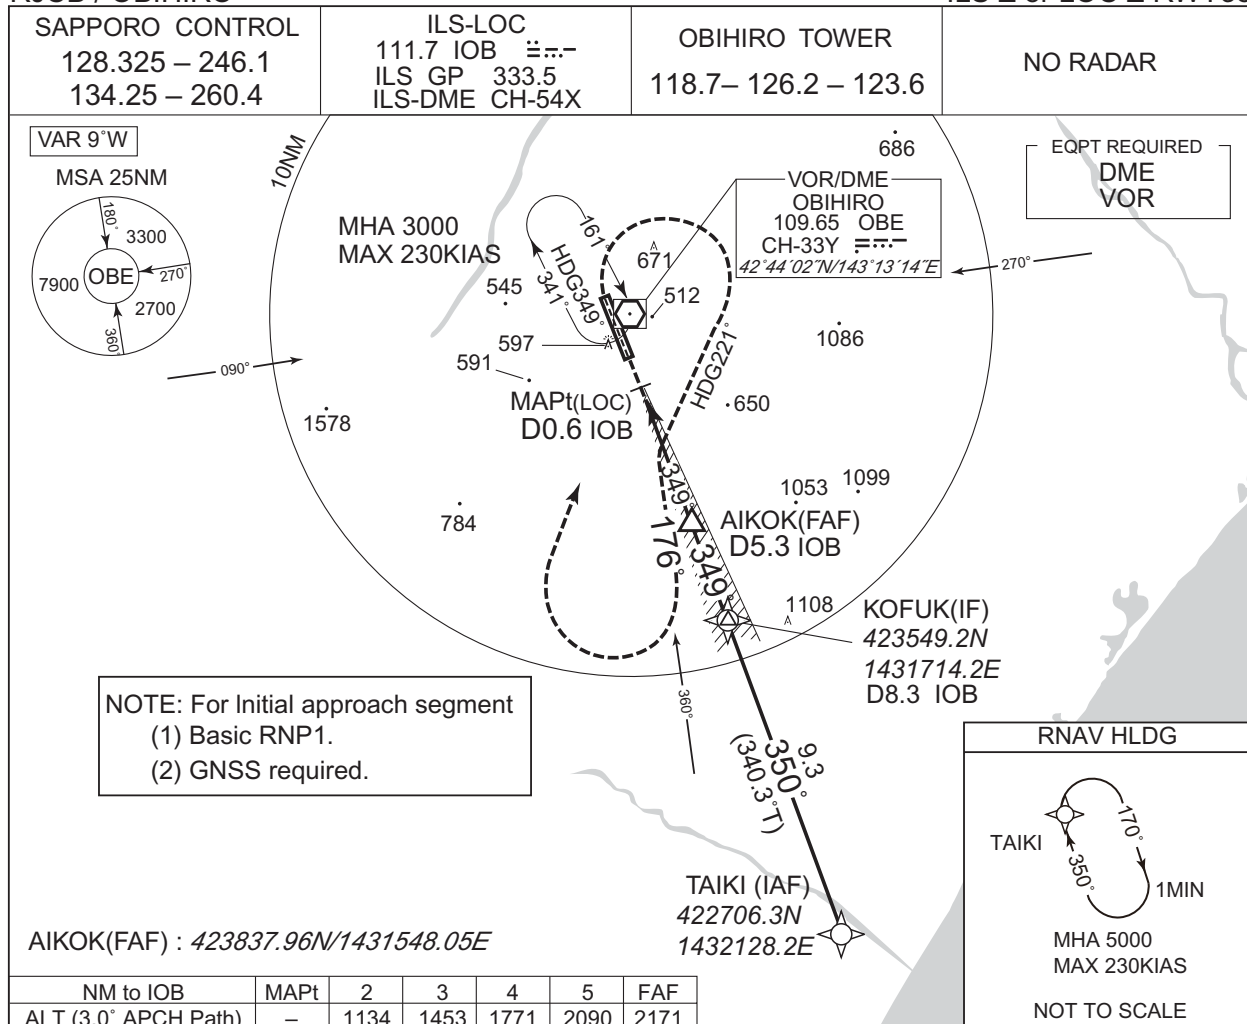 SAPPORO CONTROL
128.325 – 246.1
134.25 – 260.4
ILS-LOC
111.7 IOB
ILS GP 333.5
ILS-DME CH-54X
OBIHIRO TOWER
118.7– 126.2 – 123.6
NO RADAR
VAR 9°W
MSA 25NM
180°
3300
OBE
270°
7900
2700
360°
10NM
MHA 3000
MAX 230KIAS
161°
HDG349°
341°
686
VOR/DME
OBIHIRO
109.65 OBE
CH-33Y
42°44´02˝N/143°13´14˝E
EQPT REQUIRED
DME
VOR
270°
671
545
512
597
591
1086
HDG221°
090°
MAPt(LOC)
D0.6 IOB
650
1578
349°
1053
1099
784
176°
AIKOK(FAF)
D5.3 IOB
349°
1108
KOFUK(IF)
423549.2N
1431714.2E
D8.3 IOB
360°
NOTE: For Initial approach segment
(1) Basic RNP1.
(2) GNSS required.
9.3
350°
(340.3°T)
RNAV HLDG
TAIKI
170°
350°
1MIN
MHA 5000
MAX 230KIAS
NOT TO SCALE
TAIKI (IAF)
422706.3N
1432128.2E
AIKOK(FAF) : 423837.96N/1431548.05E
NM to IOB MAPt 2 3 4 5 FAF
ALT (3.0° APCH Path) – 1134 1453 1771 2090 2171